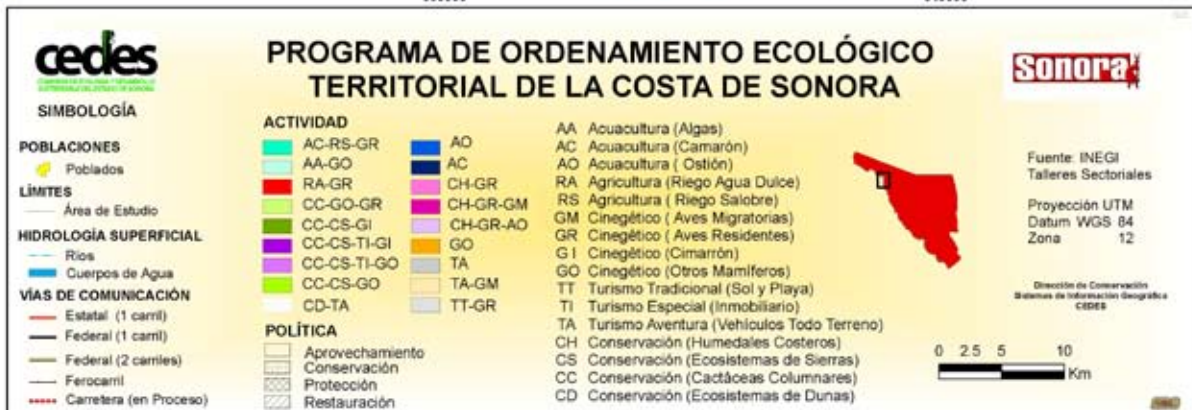 cedes
PROGRAMA DE ORDENAMIENTO ECOLÓGICO
TERRITORIAL DE LA COSTA DE SONORA
Sonora
SIMBOLOGÍA
POBLACIONES
Poblados
LÍMITES
Área de Estudio
HIDROLOGÍA SUPERFICIAL
Rios
Cuerpos de Agua
VÍAS DE COMUNICACIÓN
Estatal (1 carril)
Federal (1 carril)
Federal (2 carriles)
Ferocarril
Carretera (en Proceso)
ACTIVIDAD
AC-RS-GR
AA-GO
RA-GR
CC-GO-GR
CC-CS-GI
CC-CS-TI-GI
CC-CS-TI-GO
CC-CS-GO
CD-TA
AO
AC
CH-GR
CH-GR-GM
CH-GR-AO
GO
TA
TA-GM
TT-GR
POLÍTICA
Aprovechamiento
Conservación
Protección
Restauración
AA Acuacultura (Algas)
AC Acuacultura (Camarón)
AO Acuacultura ( Ostión)
RA Agricultura (Riego Agua Dulce)
RS Agricultura ( Riego Salobre)
GM Cinegético ( Aves Migratorias)
GR Cinegético ( Aves Residentes)
G I Cinegético (Cimarrón)
GO Cinegético (Otros Mamíferos)
TT Turismo Tradicional (Sol y Playa)
TI Turismo Especial (Inmobiliario)
TA Turismo Aventura (Vehículos Todo Terreno)
CH Conservación (Humedales Costeros)
CS Conservación (Ecosistemas de Sierras)
CC Conservación (Cactáceas Columnares)
CD Conservación (Ecosistemas de Dunas)
Fuente: INEGI
Talleres Sectoriales
Proyección UTM
Datum WGS 84
Zona 12
Dirección de Conservación
Sistemas de Información Geográfica
CEDES
0 2.5 5 10
Km